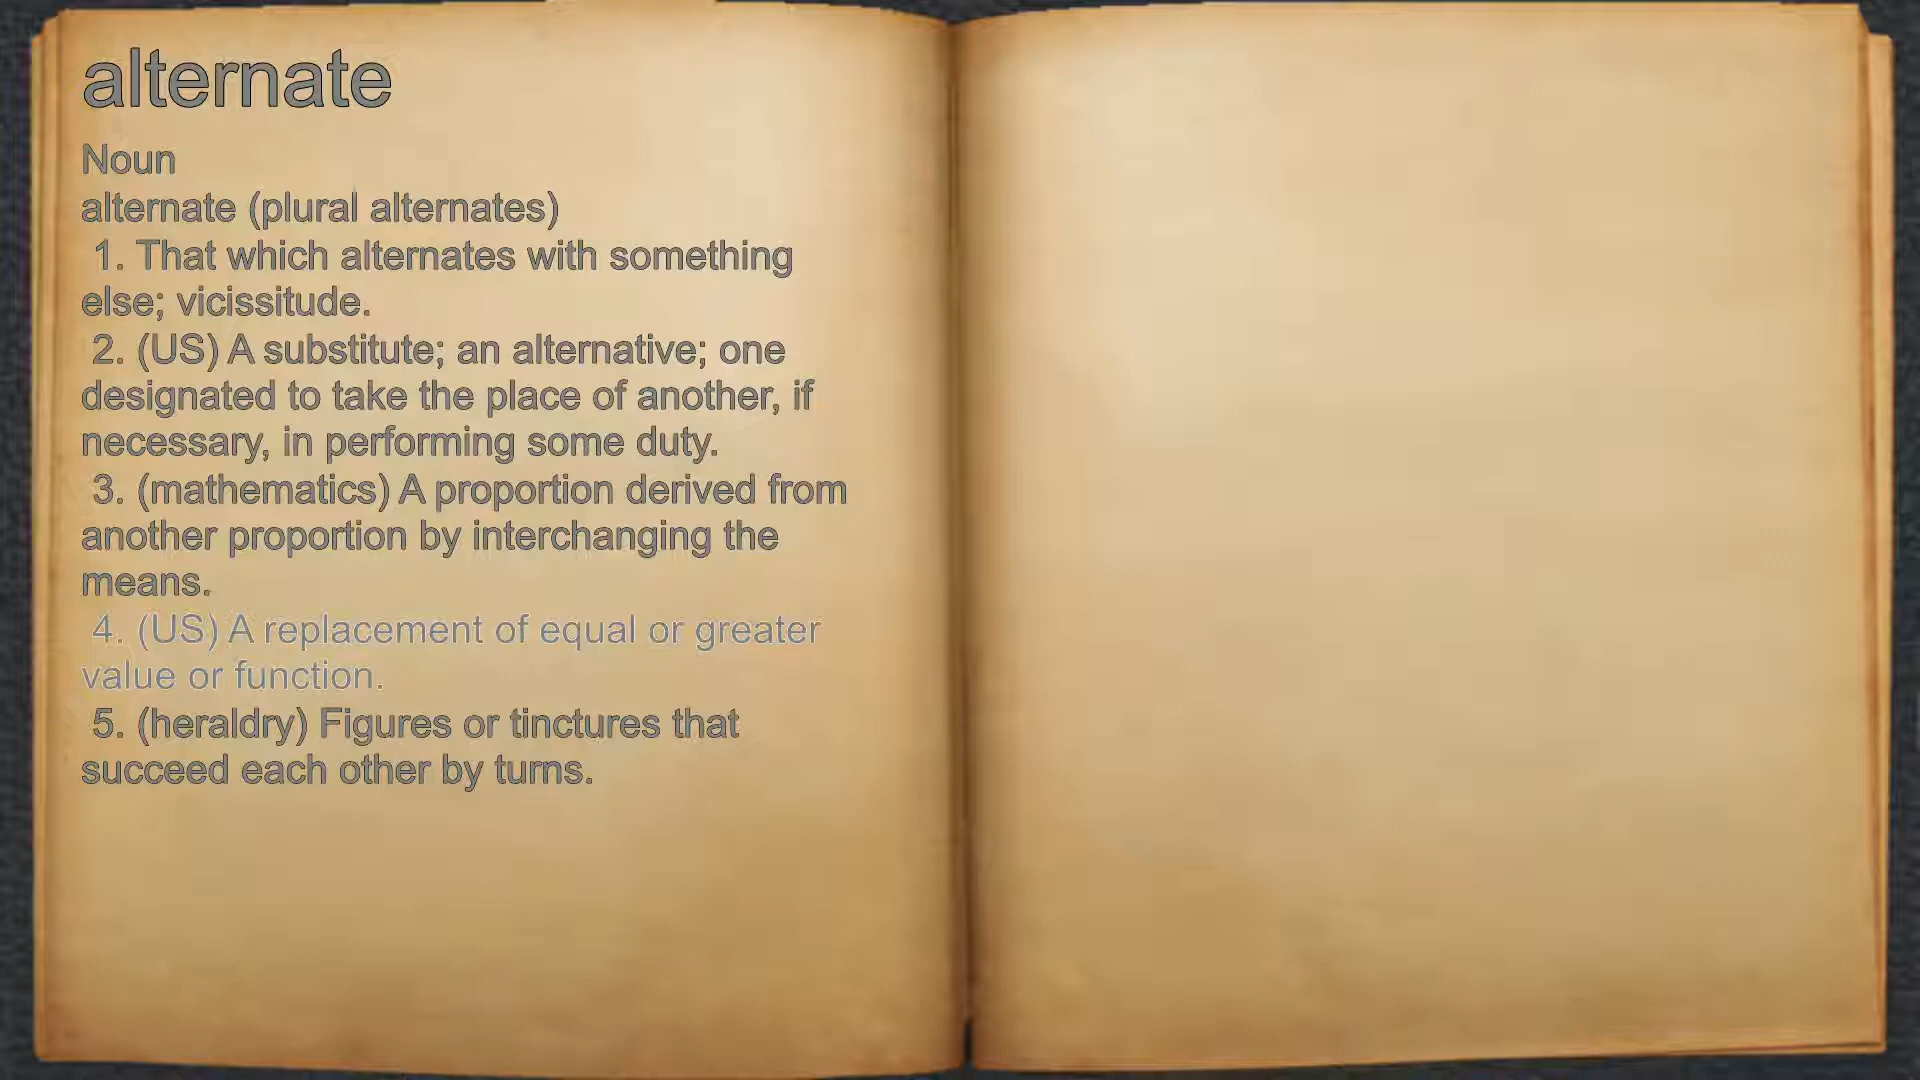 alternate
Noun
alternate (plural alternates)
1. That which alternates with something
else; vicissitude.
2. (US) A substitute; an alternative; one
designated to take the place of another, if
necessary, in performing some duty.
3. (mathematics) A proportion derived from
another proportion by interchanging the
means.
4. (US) A replacement of equal or greater
value or function.
5. (heraldry) Figures or tinctures that
succeed each other by turns.